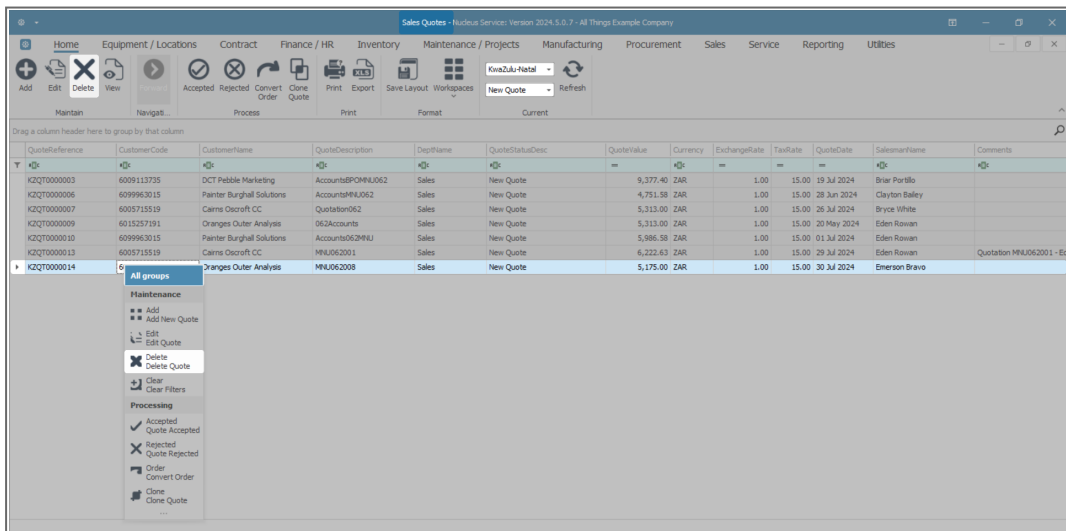 Sales Quotes - Nucleus Service: Version 2024.5.0.7 - All Things Example Company
Home Equipment / Locations Contract Finance / HR Inventory Maintenance / Projects Manufacturing Procurement Sales Service Reporting Utilities
Add Edit Delete View Forward Accepted Rejected Convert Order Clone Quote Print Export Save Layout Workspaces KwaZulu-Natal New Quote Refresh
XLS
Maintain Navigati... Process Print Format Current
Drag a column header here to group by that column
QuoteReference CustomerCode CustomerName QuoteDescription DeptName QuoteStatusDesc QuoteValue Currency ExchangeRate TaxRate QuoteDate SalesmanName Comments
KZQT0000003 6009113735 DCT Pebble Marketing AccountsBPOMNU062 Sales New Quote 9,377.40 ZAR 1.00 15.00 19 Jul 2024 Briar Portillo
KZQT0000006 6099963015 Painter Burghall Solutions AccountsMNU062 Sales New Quote 4,751.58 ZAR 1.00 15.00 28 Jun 2024 Clayton Bailey
KZQT0000007 6005715519 Cairns Oscroft CC Quotation062 Sales New Quote 5,313.00 ZAR 1.00 15.00 26 Jul 2024 Bryce White
KZQT0000009 6015257191 Oranges Outer Analysis 062Accounts Sales New Quote 5,313.00 ZAR 1.00 15.00 20 May 2024 Eden Rowan
KZQT0000010 6099963015 Painter Burghall Solutions Accounts062MNU Sales New Quote 5,986.58 ZAR 1.00 15.00 01 Jul 2024 Eden Rowan
KZQT0000013 6005715519 Cairns Oscroft CC MNU062001 Sales New Quote 6,222.63 ZAR 1.00 15.00 29 Jul 2024 Eden Rowan Quotation MNU062001 - Ed
KZQT0000014 6 Oranges Outer Analysis MNU062008 Sales New Quote 5,175.00 ZAR 1.00 15.00 30 Jul 2024 Emerson Bravo
All groups
Maintenance
Add
Add New Quote
Edit
Edit Quote
Delete
Delete Quote
Clear
Clear Filters
Processing
Accepted
Quote Accepted
Rejected
Quote Rejected
Order
Convert Order
Clone
Clone Quote
...